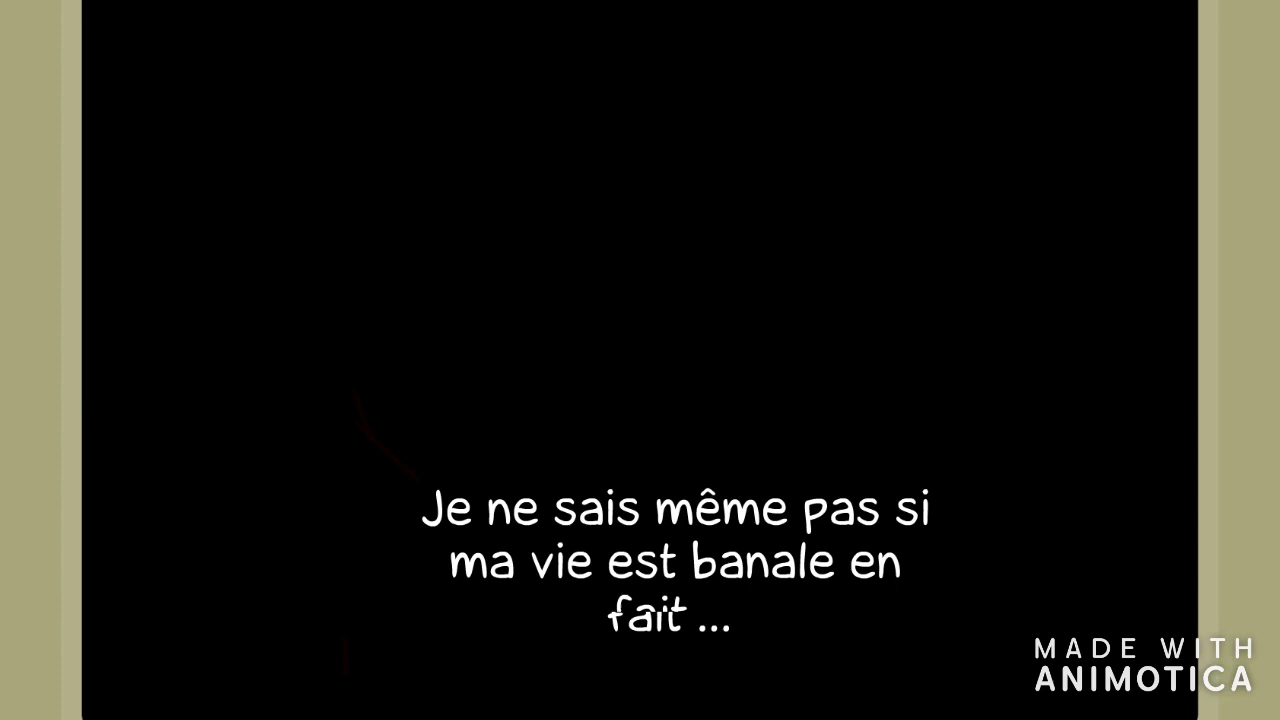 Je ne sais même pas si
ma vie est banale en
fait ...
MADE WITH
ANIMOTICA